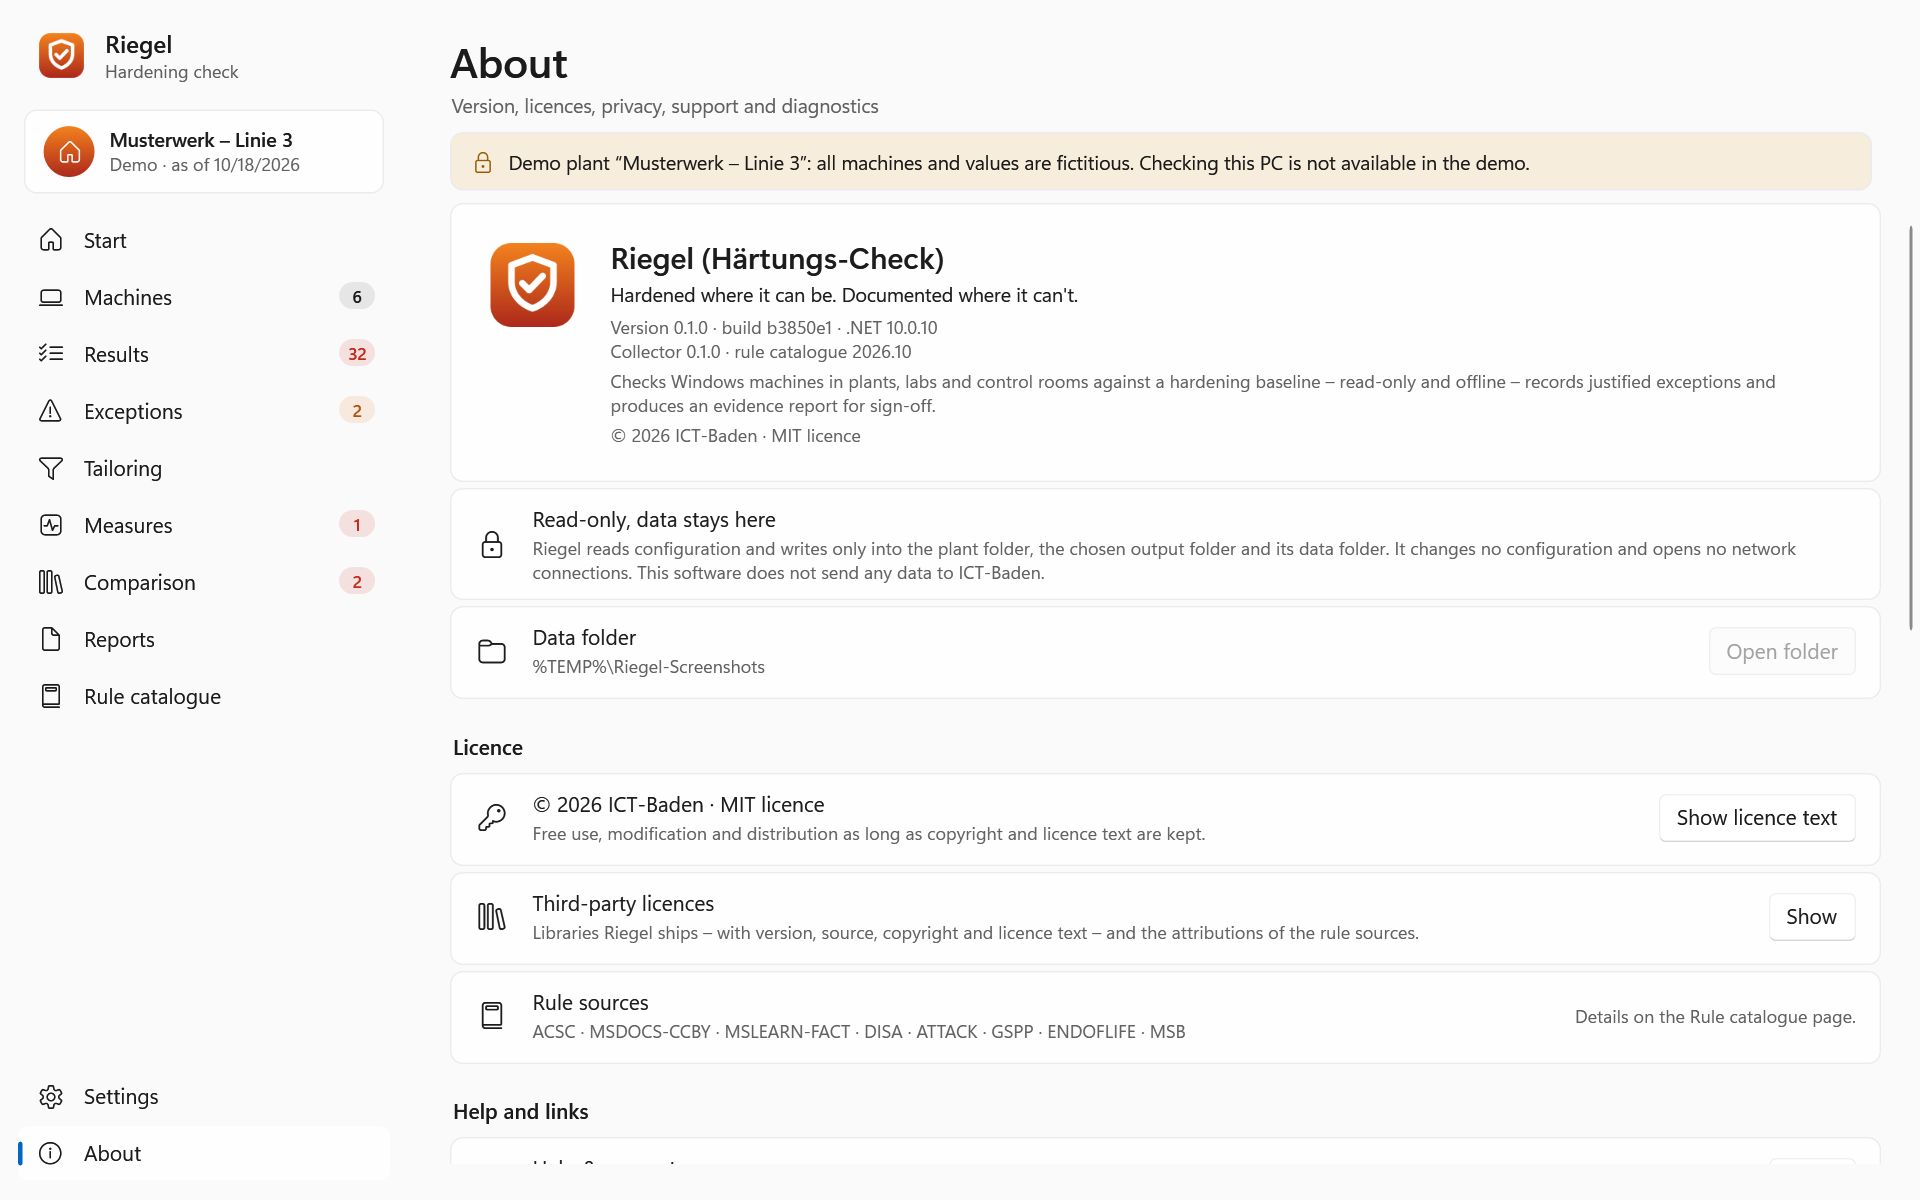 Riegel
Hardening check
Musterwerk – Linie 3
Demo · as of 10/18/2026
Start
Machines 6
Results 32
Exceptions 2
Tailoring
Measures 1
Comparison 2
Reports
Rule catalogue
Settings
About
About
Version, licences, privacy, support and diagnostics
Demo plant “Musterwerk – Linie 3”: all machines and values are fictitious. Checking this PC is not available in the demo.
Riegel (Härtungs-Check)
Hardened where it can be. Documented where it can't.
Version 0.1.0 · build b3850e1 · .NET 10.0.10
Collector 0.1.0 · rule catalogue 2026.10
Checks Windows machines in plants, labs and control rooms against a hardening baseline – read-only and offline – records justified exceptions and
produces an evidence report for sign-off.
© 2026 ICT-Baden · MIT licence
Read-only, data stays here
Riegel reads configuration and writes only into the plant folder, the chosen output folder and its data folder. It changes no configuration and opens no network
connections. This software does not send any data to ICT-Baden.
Data folder
%TEMP%\Riegel-Screenshots
Open folder
Licence
© 2026 ICT-Baden · MIT licence
Free use, modification and distribution as long as copyright and licence text are kept.
Show licence text
Third-party licences
Libraries Riegel ships – with version, source, copyright and licence text – and the attributions of the rule sources.
Show
Rule sources
ACSC · MSDOCS-CCBY · MSLEARN-FACT · DISA · ATTACK · GSPP · ENDOFLIFE · MSB
Details on the Rule catalogue page.
Help and links